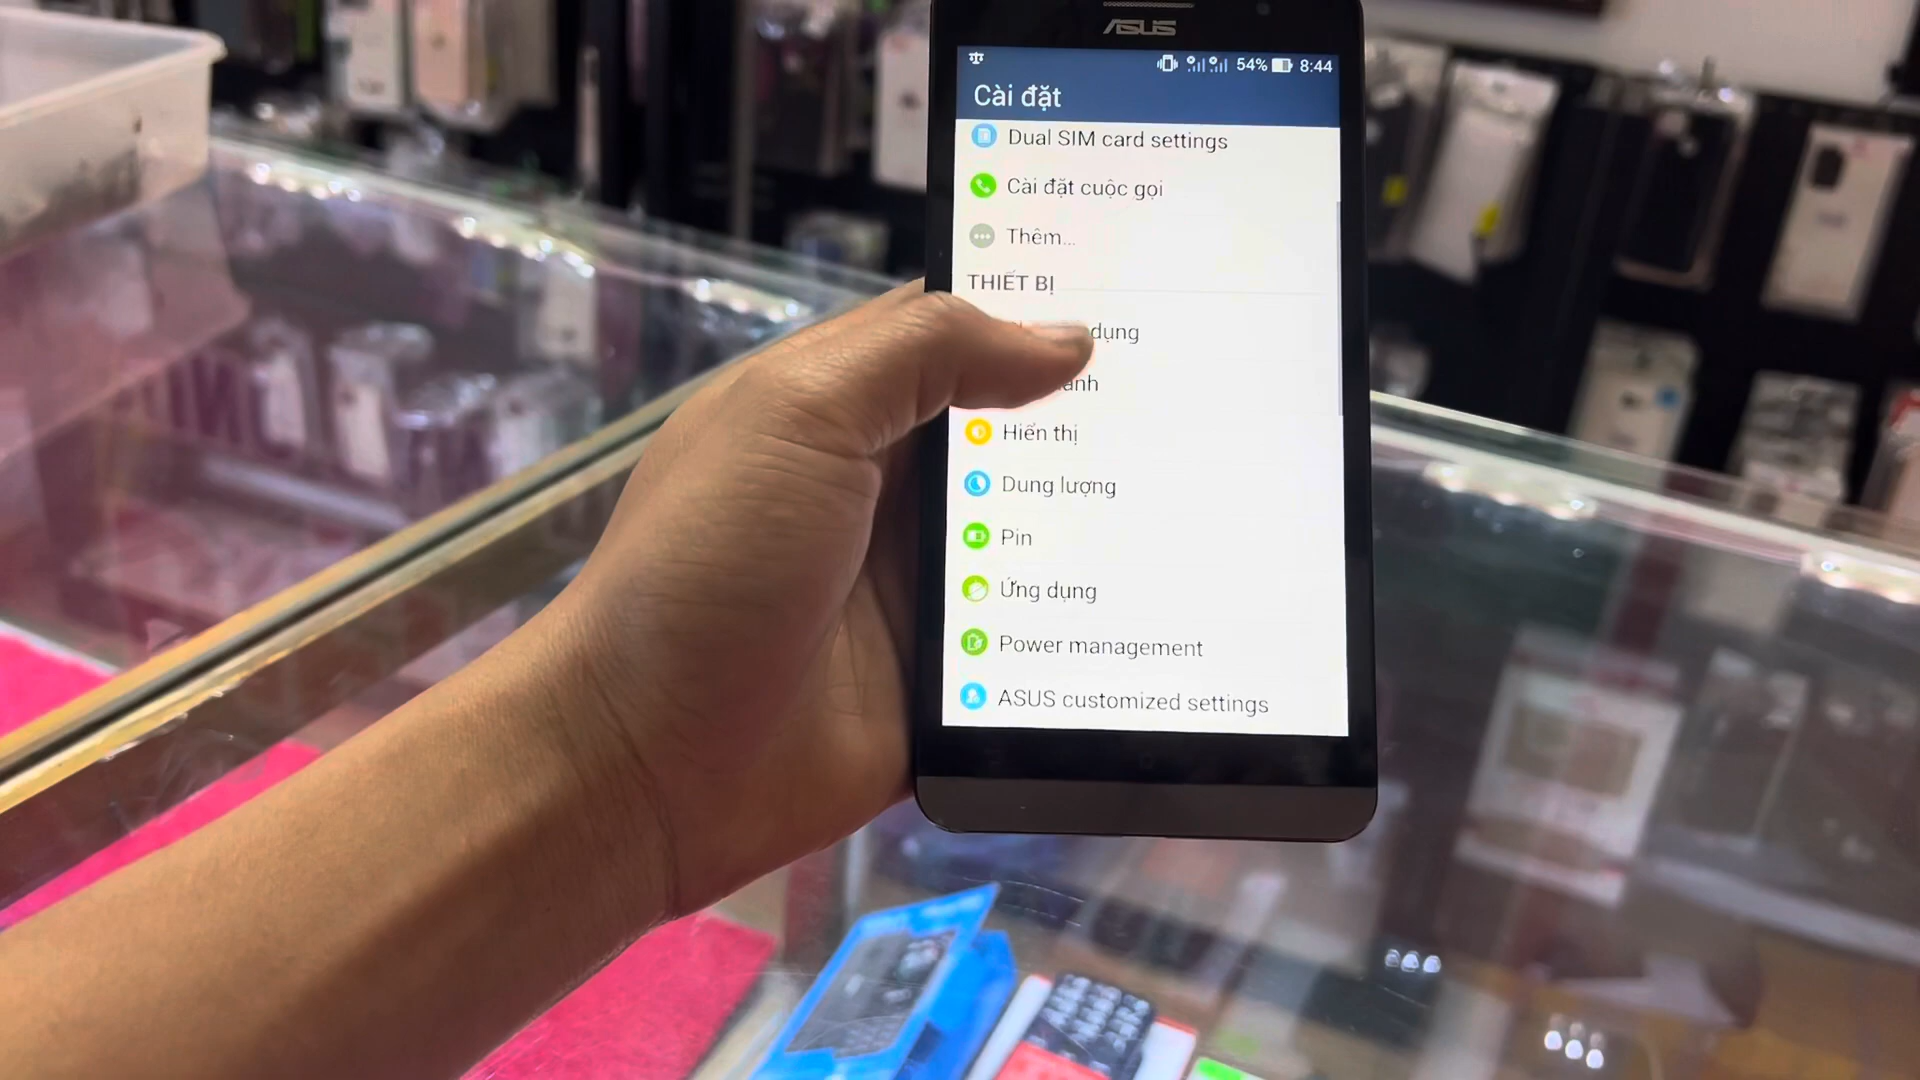 ASUS
54% 8:44
Cài đặt
Dual SIM card settings
Cài đặt cuộc gọi
Thêm...
THIẾT BỊ
dụng
Hiển thị
Dung lượng
Pin
Ứng dụng
Power management
ASUS customized settings